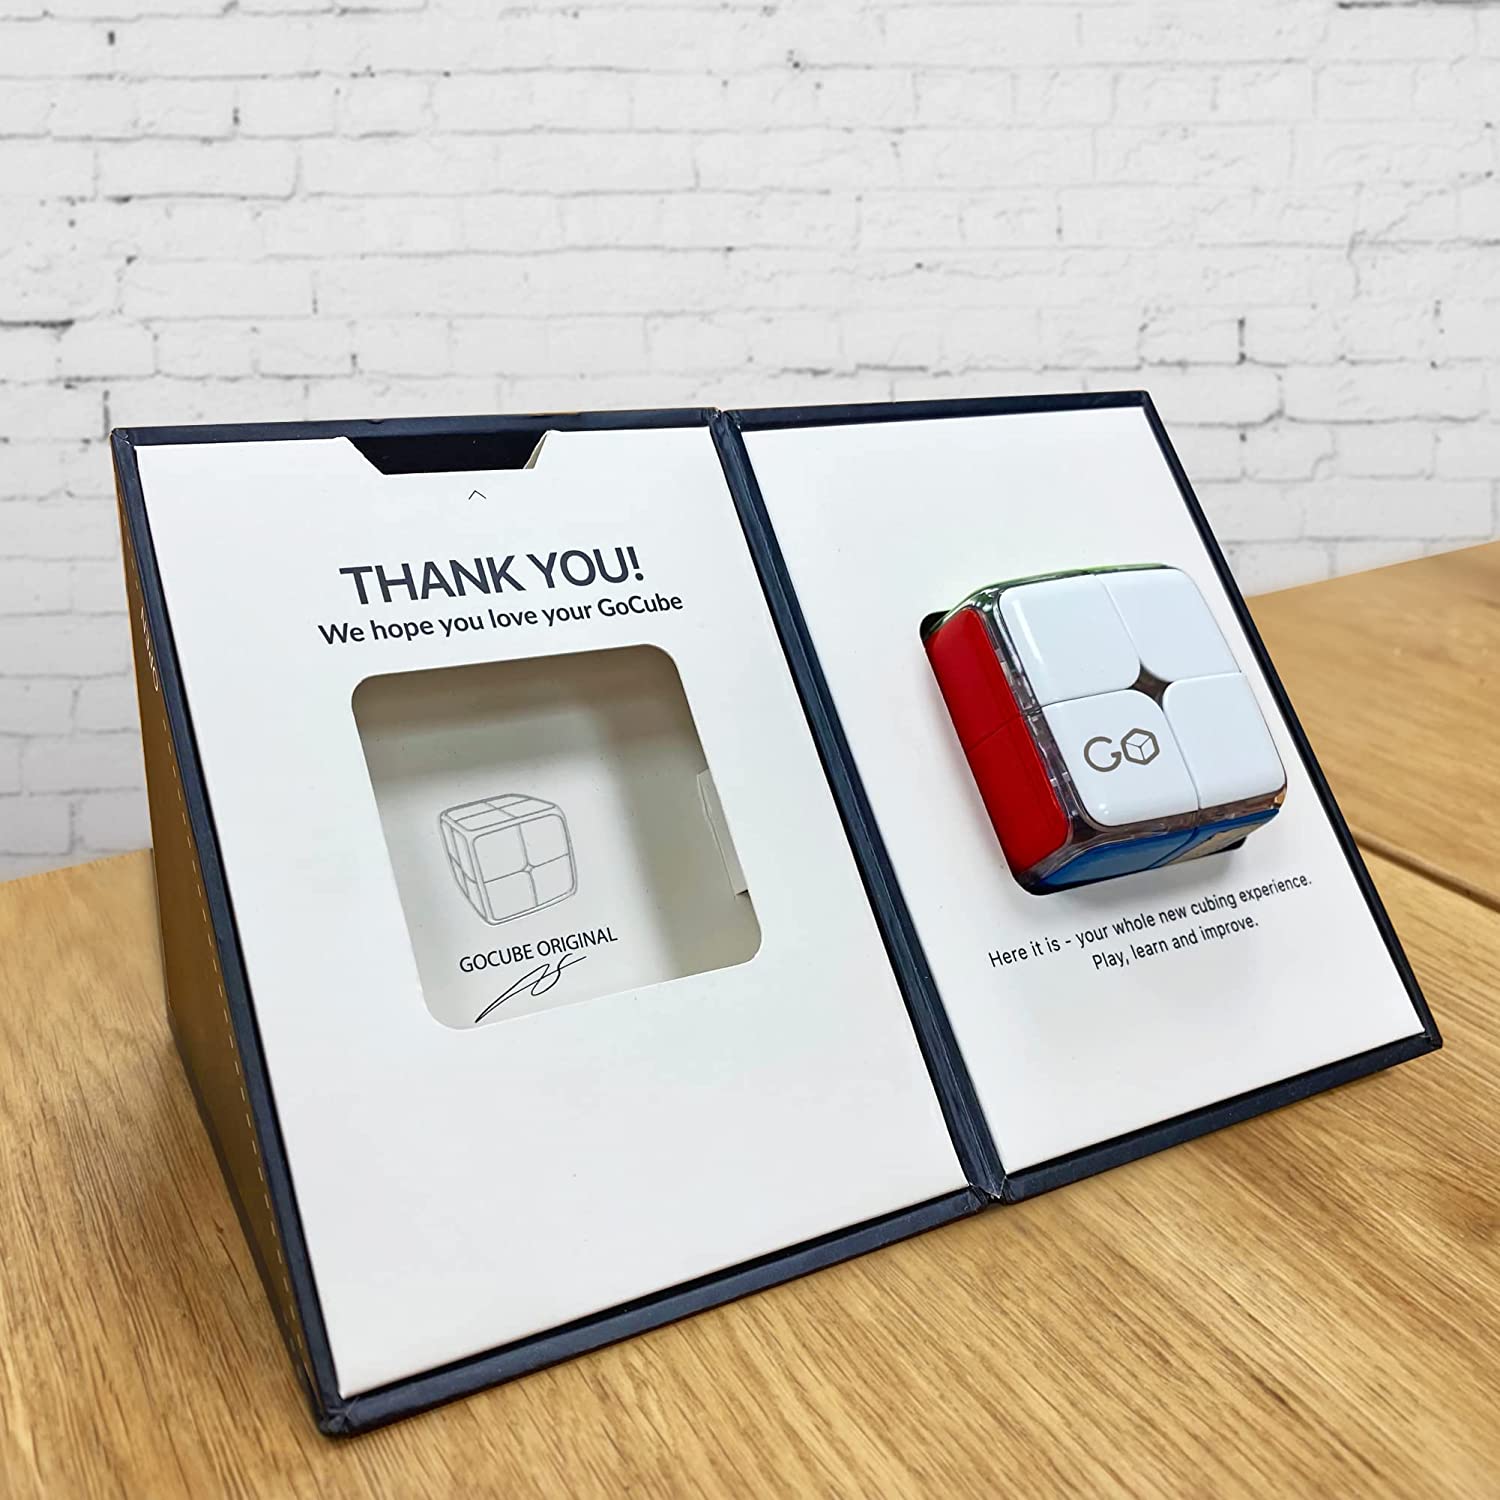 THANK YOU!
We hope you love your GoCube
GOCUBE ORIGINAL
GO
Here it is - your whole new cubing experience.
Play, learn and improve.